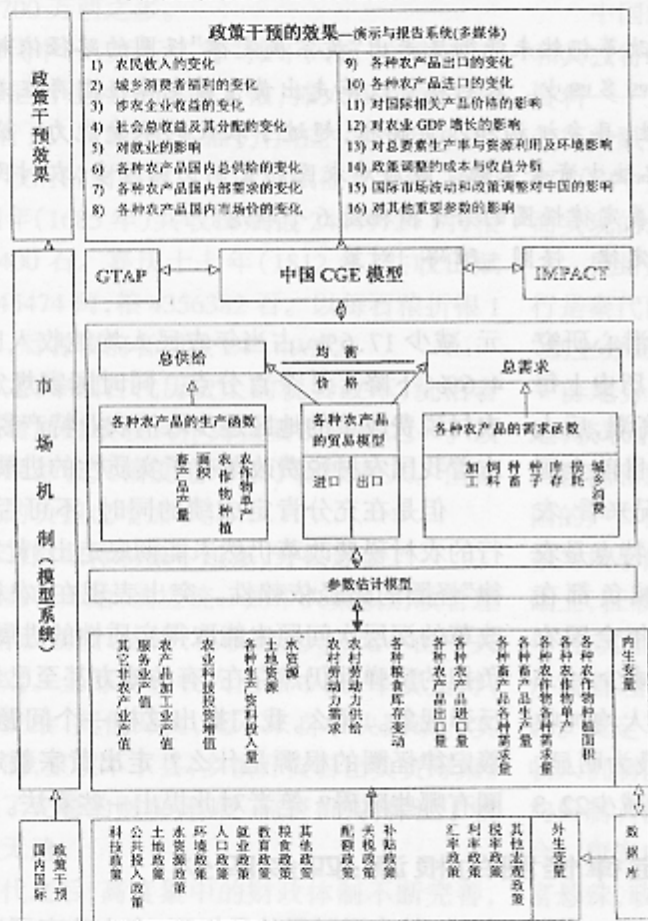 政策干预的效果—演示与报告系统(多媒体)
政策干预效果
1) 农民收入的变化
2) 城乡消费者福利的变化
3) 涉农企业收益的变化
4) 社会总收益及其分配的变化
5) 对就业的影响
6) 各种农产品国内总供给的变化
7) 各种农产品国内部需求的变化
8) 各种农产品国内市场价的变化
9) 各种农产品出口的变化
10) 各种农产品进口的变化
11) 对国际相关产品价格的影响
12) 对农业GDP增长的影响
13) 对总要素生产率与资源利用及环境影响
14) 政策调整的成本与收益分析
15) 国际市场波动和政策调整对中国的影响
16) 对其他重要参数的影响
GTAP
中国CGE模型
IMPACT
市场机制(模型系统)
总供给
均衡
价格
总需求
各种农产品的生产函数
畜产品产量
面积
农作物种植
农作物单产
各种农产品
的贸易模型
进口 出口
各种农产品的需求函数
加工
饲料
种畜
种子
库存
损耗
城乡消费
参数估计模型
其它非农产业产值
服务业产值
农产品加工业产值
农业科技投资增值
各种生产资料投入量
土地资源
水资源
农村劳动力需求
农村劳动力供给
各种粮食库存变动
各种农产品出口量
各种农产品进口量
各种畜产品各种需求量
各种畜产品生产量
各种农作物各种需求量
各种农作物单产
各种农作物种植面积
内生变量
国内国际
政策干预
科技政策
公共投入政策
土地政策
水资源政策
环境政策
人口政策
就业政策
教育政策
粮食政策
其他政策
配额政策
关税政策
补贴政策
汇率政策
利率政策
税率政策
其他宏观政策
外生变量
数据库